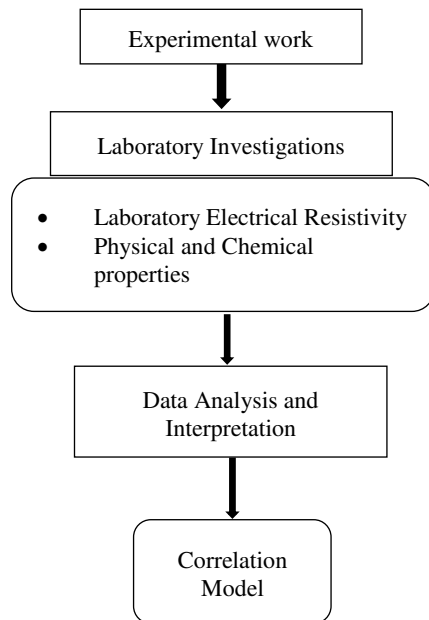 Experimental work
Laboratory Investigations
• Laboratory Electrical Resistivity
• Physical and Chemical
properties
Data Analysis and
Interpretation
Correlation
Model